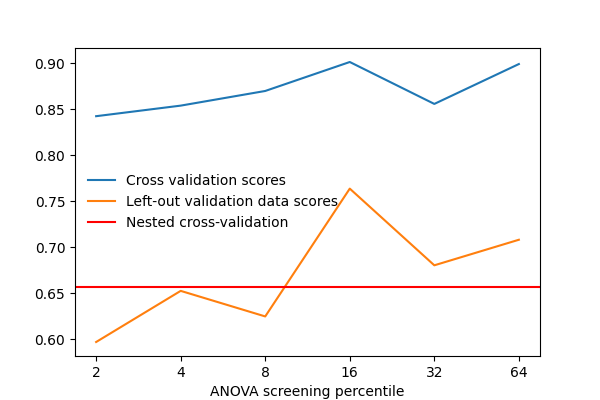 0.90
0.85
0.80
0.75
0.70
0.65
0.60
Cross validation scores
Left-out validation data scores
Nested cross-validation
2 4 8 16 32 64
ANOVA screening percentile